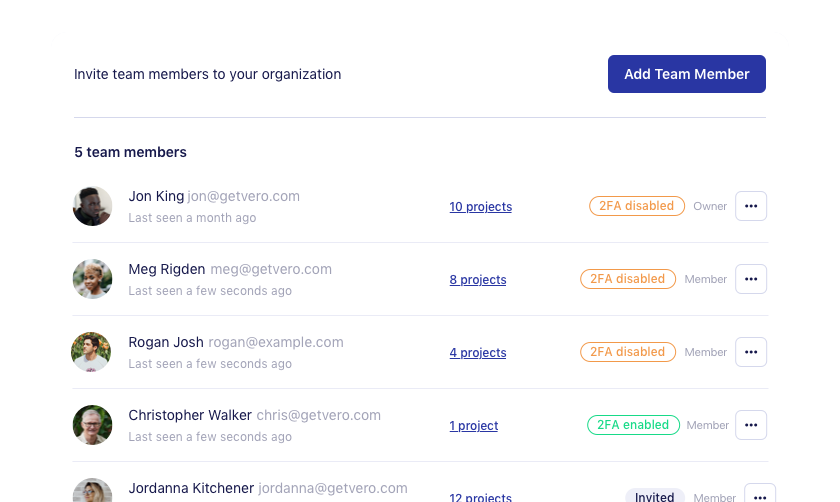 Invite team members to your organization
Add Team Member
5 team members
Jon King jon@getvero.com
Last seen a month ago
10 projects
2FA disabled
Owner
Meg Rigden meg@getvero.com
Last seen a few seconds ago
8 projects
2FA disabled
Member
Rogan Josh rogan@example.com
Last seen a few seconds ago
4 projects
2FA disabled
Member
Christopher Walker chris@getvero.com
Last seen a few seconds ago
1 project
2FA enabled
Member
Jordanna Kitchener jordanna@getvero.com
12 projects
Invited
Member